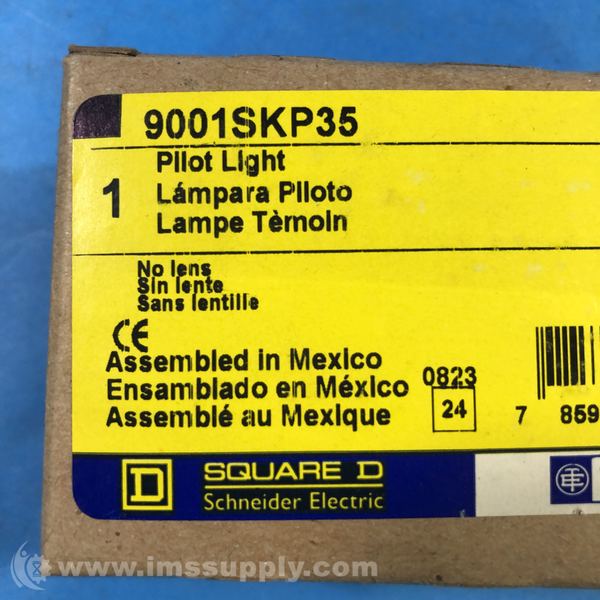 9001SKP35
Pilot Light
1
Lámpara Piloto
Lampe Tèmoin
No lens
Sin lente
Sans lentille
CE
Assembled in Mexico
Ensamblado en México
Assemblé au Mexique
0823
24
7 859
D
SQUARE D
Schneider Electric
www.imssupply.com